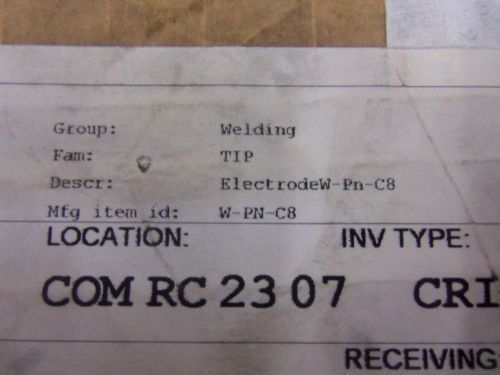 Group: Welding
Fam: TIP
Descr: ElectrodeW-Pn-C8
Mfg item id: W-PN-C8
LOCATION: INV TYPE:
COM RC 23 07 CRI
RECEIVING